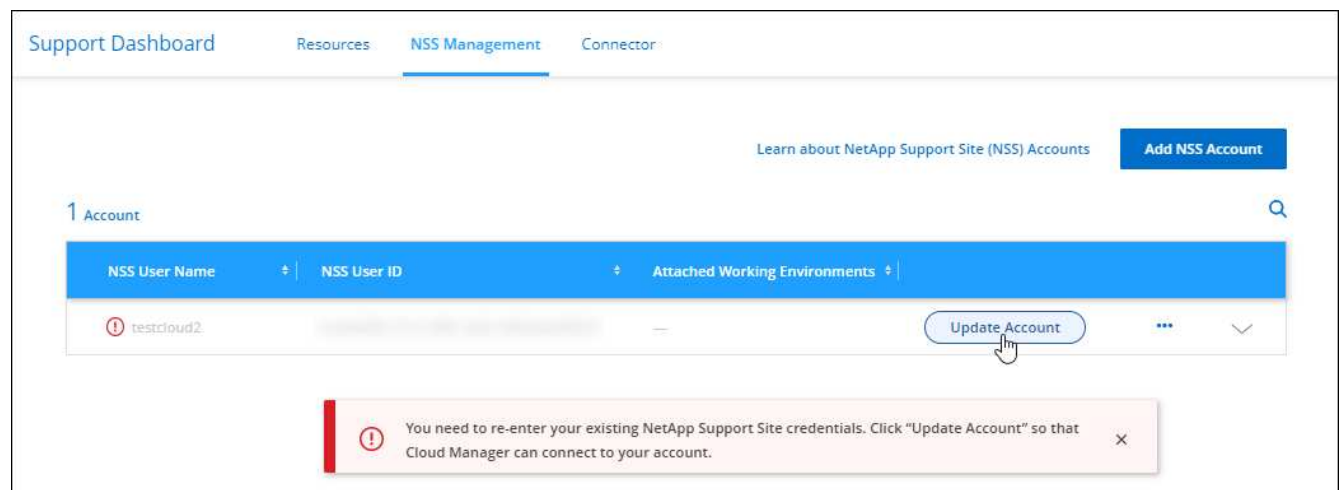 Support Dashboard Resources NSS Management Connector
Learn about NetApp Support Site (NSS) Accounts Add NSS Account
1 Account
NSS User Name NSS User ID Attached Working Environments
testcloud2 — Update Account ...
You need to re-enter your existing NetApp Support Site credentials. Click “Update Account” so that
Cloud Manager can connect to your account.